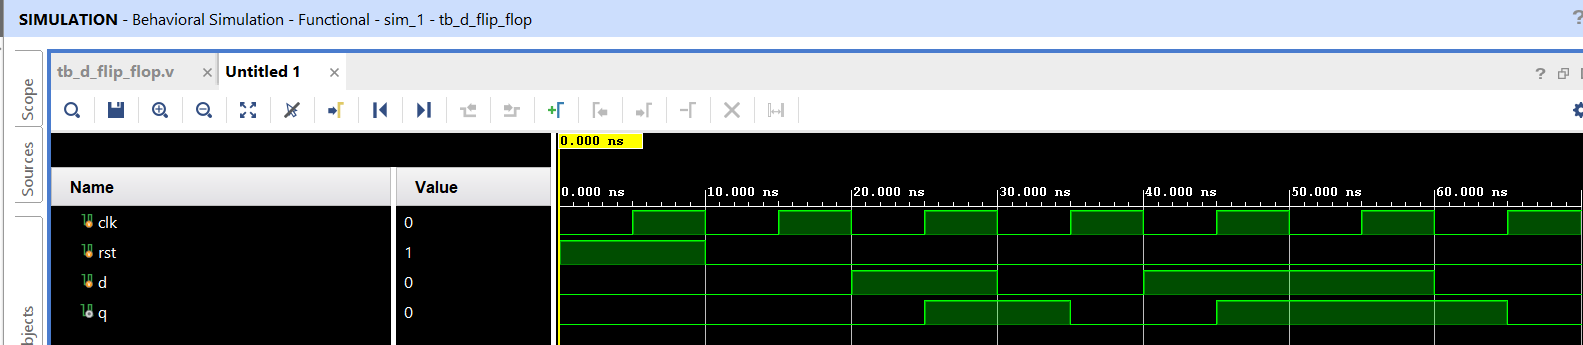 SIMULATION - Behavioral Simulation - Functional - sim_1 - tb_d_flip_flop
?
Scope
Sources
bjects
tb_d_flip_flop.v × Untitled 1 ×
?
0.000 ns
Name Value
0.000 ns 10.000 ns 20.000 ns 30.000 ns 40.000 ns 50.000 ns 60.000 ns
clk 0
rst 1
d 0
q 0